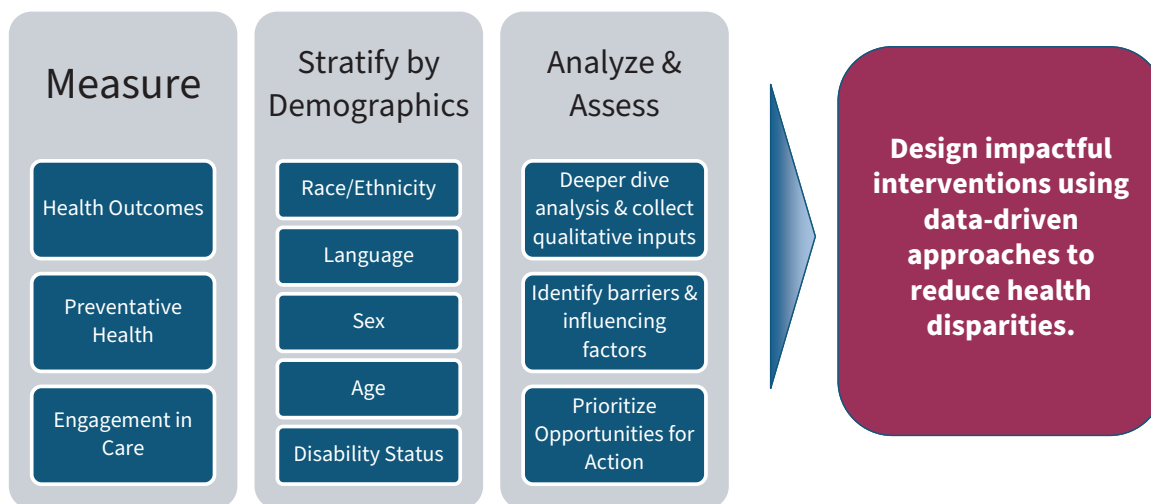 Measure
Health Outcomes
Preventative
Health
Engagement in
Care
Stratify by
Demographics
Race/Ethnicity
Language
Sex
Age
Disability Status
Analyze &
Assess
Deeper dive
analysis & collect
qualitative inputs
Identify barriers &
influencing
factors
Prioritize
Opportunities for
Action
Design impactful
interventions using
data-driven
approaches to
reduce health
disparities.